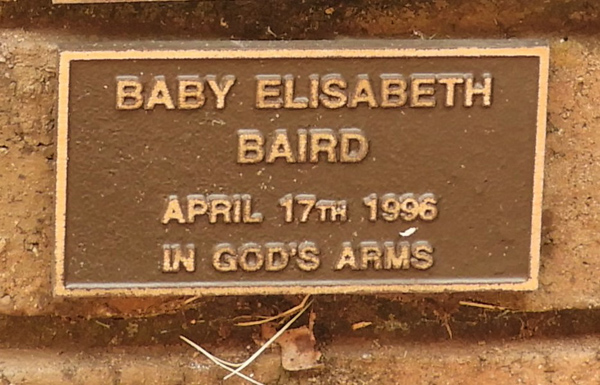 BABY ELISABETH
BAIRD
APRIL 17TH 1996
IN GOD'S ARMS